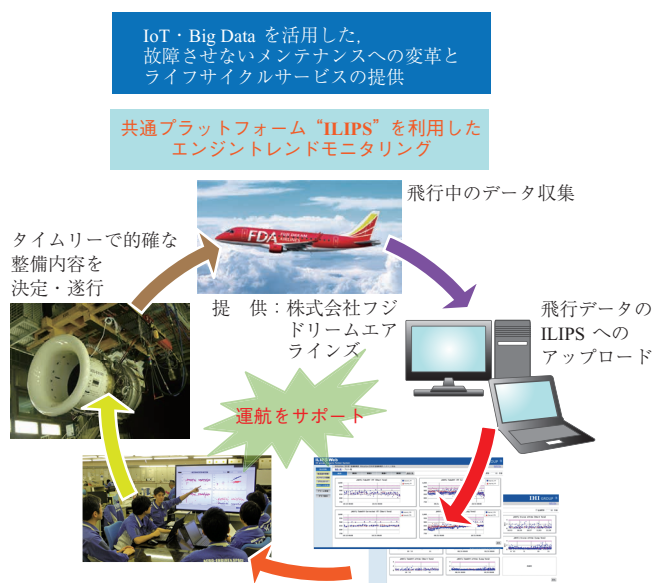 IoT・Big Data を活用した,
故障させないメンテナンスへの変革と
ライフサイクルサービスの提供
共通プラットフォーム“ILIPS”を利用した
エンジントレンドモニタリング
飛行中のデータ収集
FDA FUJI DREAM AIRLINES
タイムリーで的確な
整備内容を
決定・遂行
提　供：株式会社フジ
ドリームエア
ラインズ
飛行データの
ILIPS への
アップロード
運航をサポート
IHI GROUP